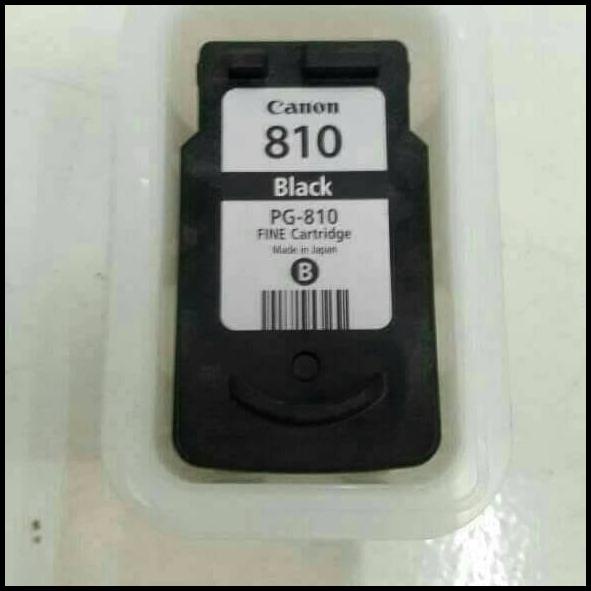 Canon
810
Black
PG-810
FINE Cartridge
Made in Japan
B